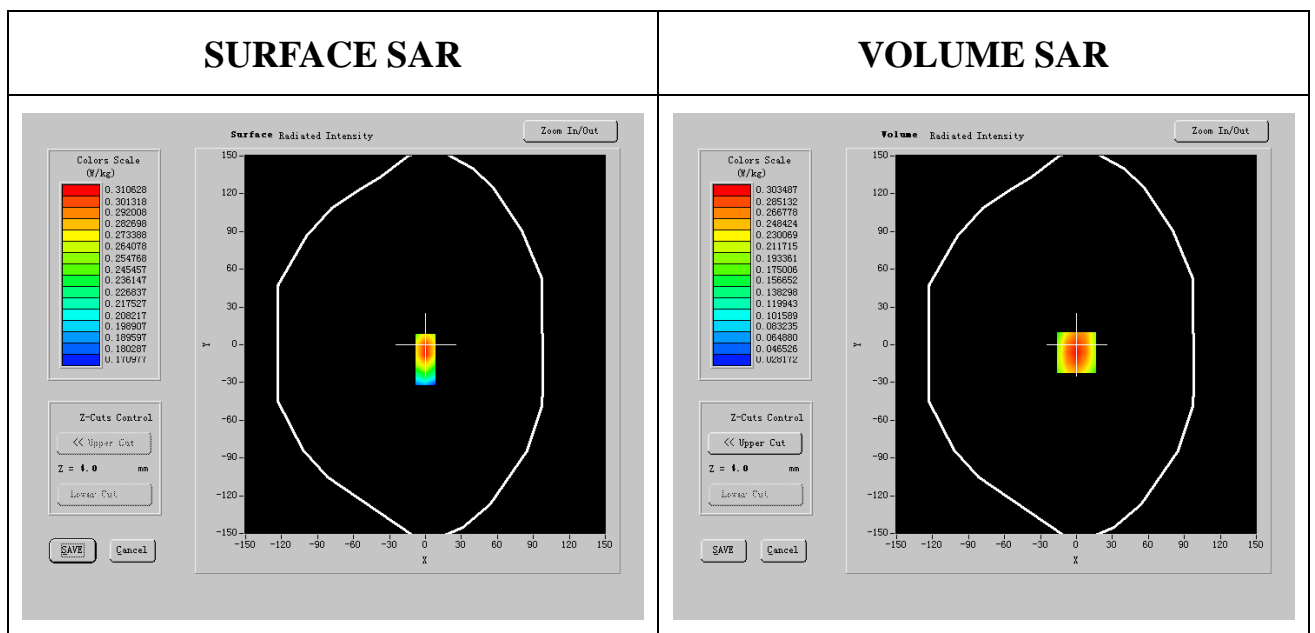 SURFACE SAR
VOLUME SAR
Surface Radiated Intensity
Zoom In/Out
Colors Scale
(W/kg)
0.310628
0.301318
0.292008
0.282698
0.273388
0.264078
0.254768
0.245457
0.236147
0.226837
0.217527
0.208217
0.198907
0.189597
0.180287
0.170977
Z-Cuts Control
<< Upper Cut
Z = 4.0 mm
Lower Cut
SAVE Cancel
150
120
90
60
30
0
-30
-60
-90
-120
-150
Y
-150 -120 -90 -60 -30 0 30 60 90 120 150
X
Volume Radiated Intensity
Zoom In/Out
Colors Scale
(W/kg)
0.303487
0.285132
0.266778
0.248424
0.230069
0.211715
0.193361
0.175006
0.156652
0.138298
0.119943
0.101589
0.083235
0.064880
0.046526
0.028172
Z-Cuts Control
<< Upper Cut
Z = 4.0 mm
Lower Cut
SAVE Cancel
150
120
90
60
30
0
-30
-60
-90
-120
-150
Y
-150 -120 -90 -60 -30 0 30 60 90 120 150
X